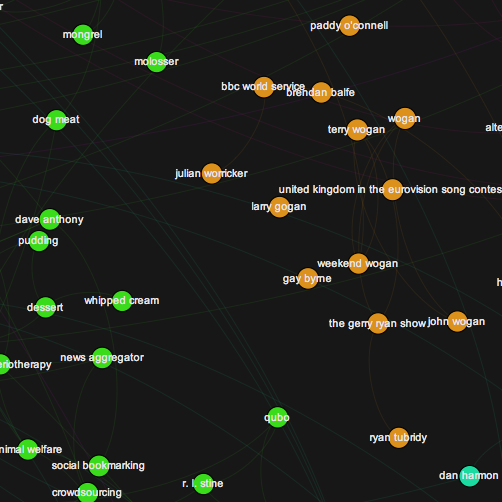 r
paddy o'connell
mongrel
molosser
bbc world service
brendan balfe
dog meat
wogan
terry wogan
alte
julian worricker
united kingdom in the eurovision song contes
larry gogan
dave anthony
pudding
weekend wogan
gay byrne
h
whipped cream
dessert
the gerry ryan show
john wogan
news aggregator
eriotherapy
qubo
ryan tubridy
nimal welfare
social bookmarking
dan harmon
r. l. stine
crowdsourcing